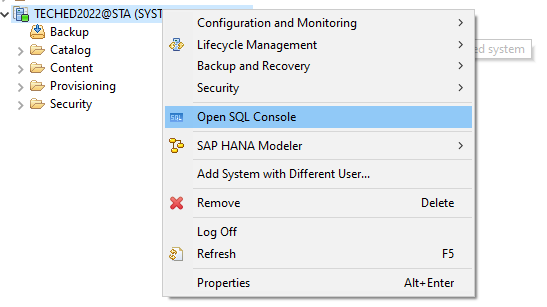 TECHED2022@STA (SYST
Backup
Catalog
Content
Provisioning
Security
Configuration and Monitoring
Lifecycle Management
Backup and Recovery
Security
Open SQL Console
SAP HANA Modeler
Add System with Different User...
Remove Delete
Log Off
Refresh F5
Properties Alt+Enter
SQL
system